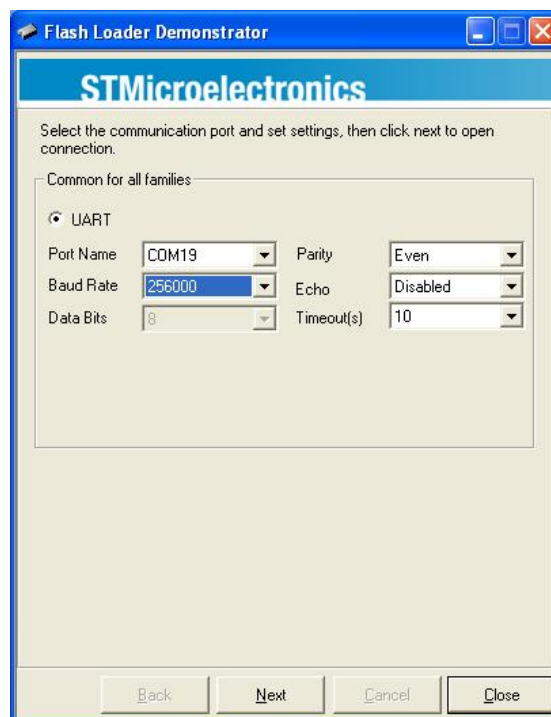 Flash Loader Demonstrator
STMicroelectronics
Select the communication port and set settings, then click next to open
connection.
Common for all families
UART
Port Name COM19 Parity Even
Baud Rate 256000 Echo Disabled
Data Bits 8 Timeout(s) 10
Back Next Cancel Close